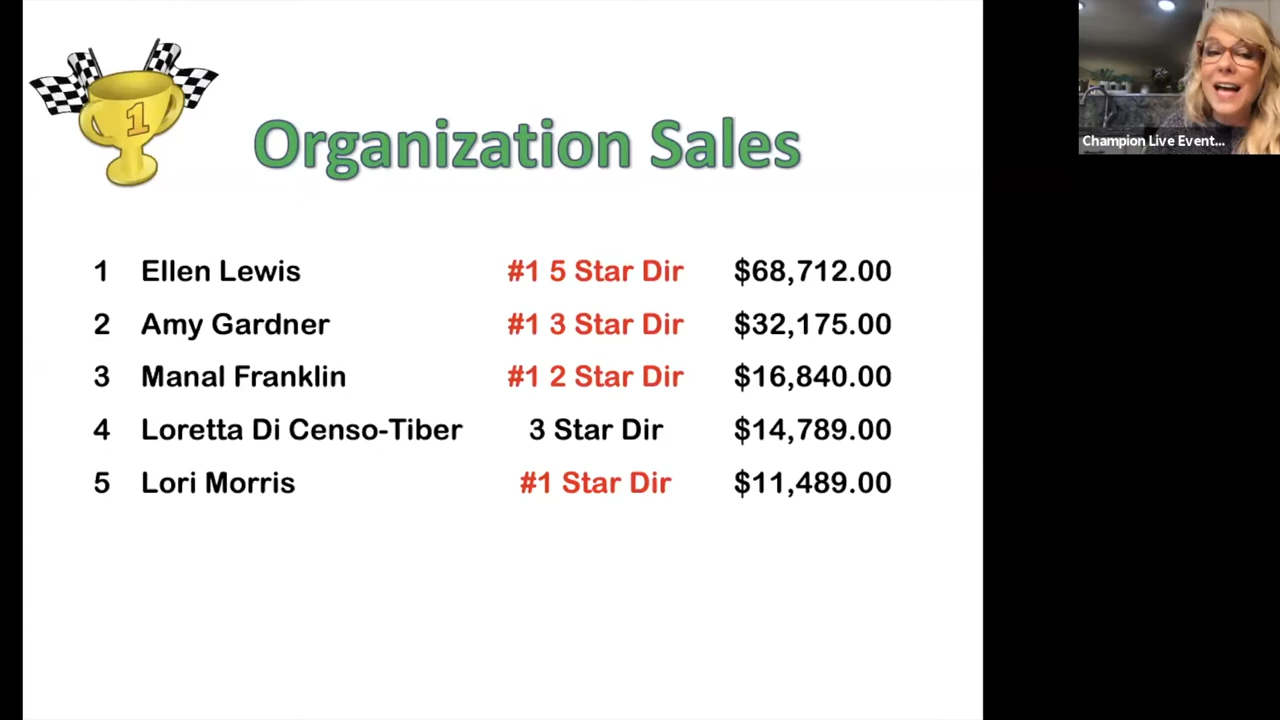 1
Organization Sales
1 Ellen Lewis #1 5 Star Dir $68,712.00
2 Amy Gardner #1 3 Star Dir $32,175.00
3 Manal Franklin #1 2 Star Dir $16,840.00
4 Loretta Di Censo-Tiber 3 Star Dir $14,789.00
5 Lori Morris #1 Star Dir $11,489.00
Champion Live Event...